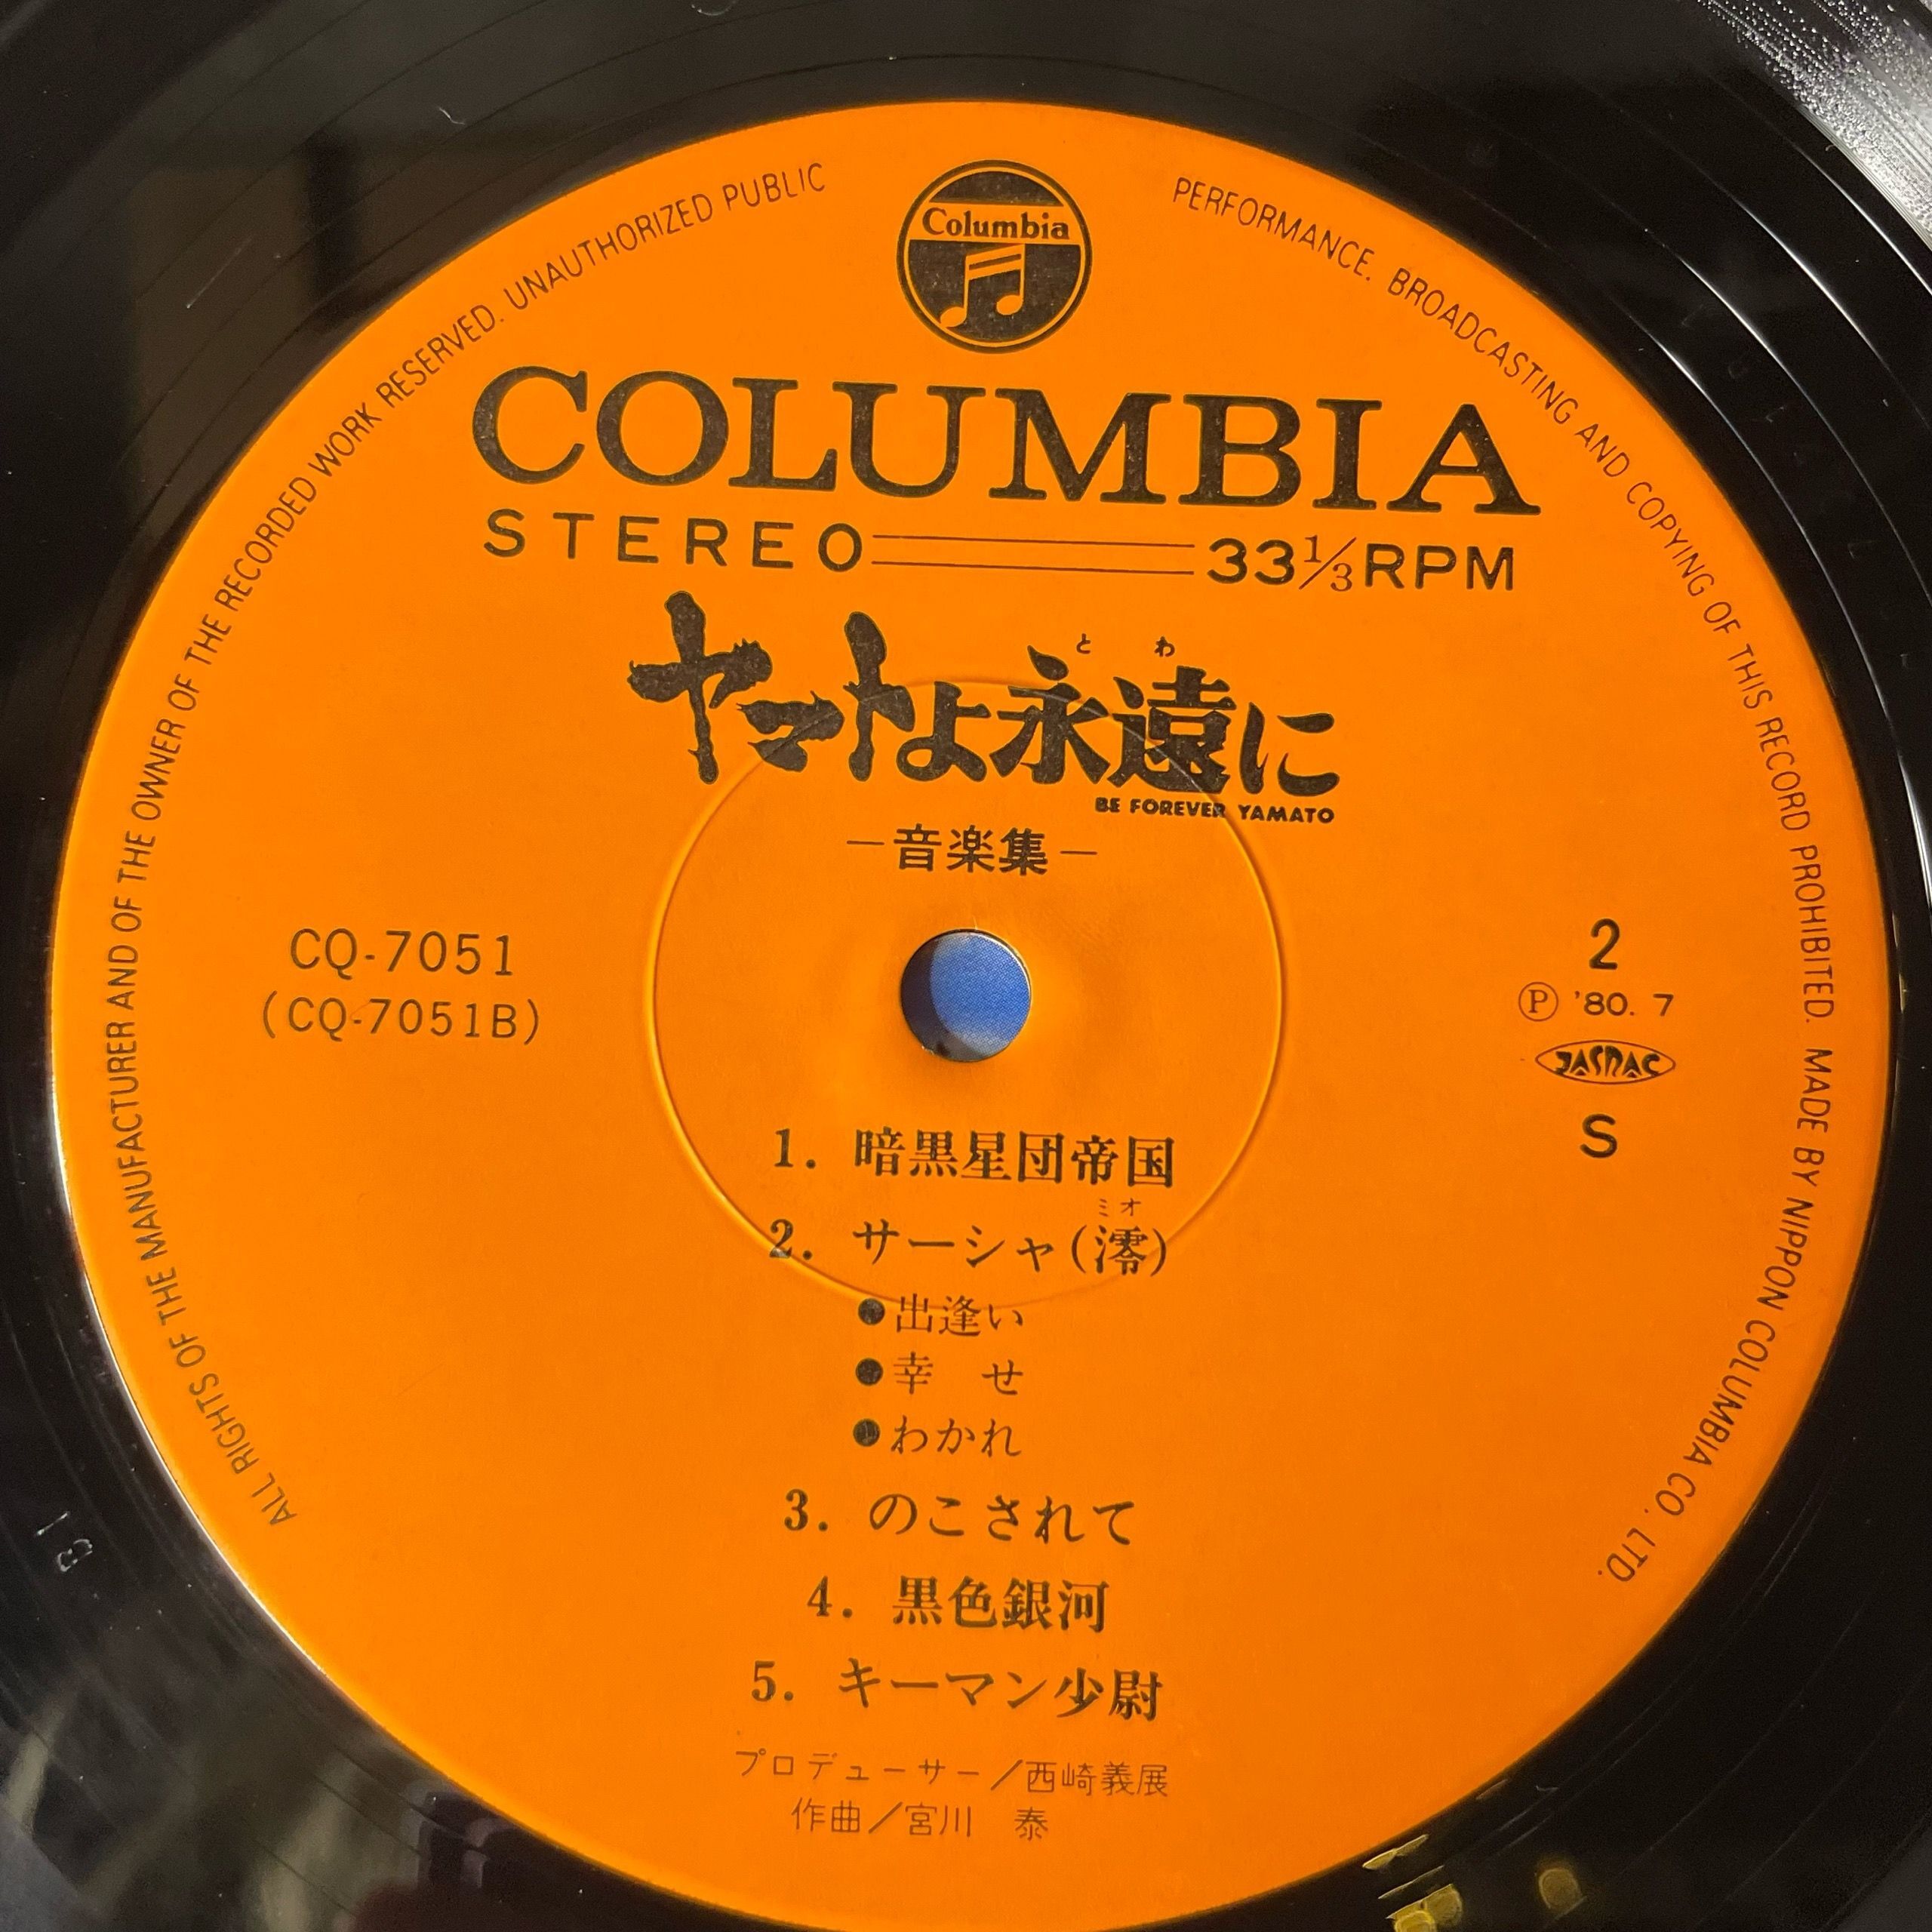 ALL RIGHTS OF THE MANUFACTURER AND OF THE OWNER OF THE RECORDED WORK RESERVED. UNAUTHORIZED PUBLIC PERFORMANCE. BROADCASTING AND COPYING OF THIS RECORD PROHIBITED. MADE BY NIPPON COLUMBIA CO. LTD.
Columbia
COLUMBIA
STEREO 33⅓RPM
とわ
ヤマトよ永遠に
BE FOREVER YAMATO
―音楽集―
CQ-7051
(CQ-7051B)
2
Ⓟ '80. 7
JASRAC
S
1. 暗黒星団帝国
ミオ
2. サーシャ(澪)
●出逢い
●幸 せ
●わかれ
3. のこされて
4. 黒色銀河
5. キーマン少尉
プロデューサー/西崎義展
作曲/宮川 泰